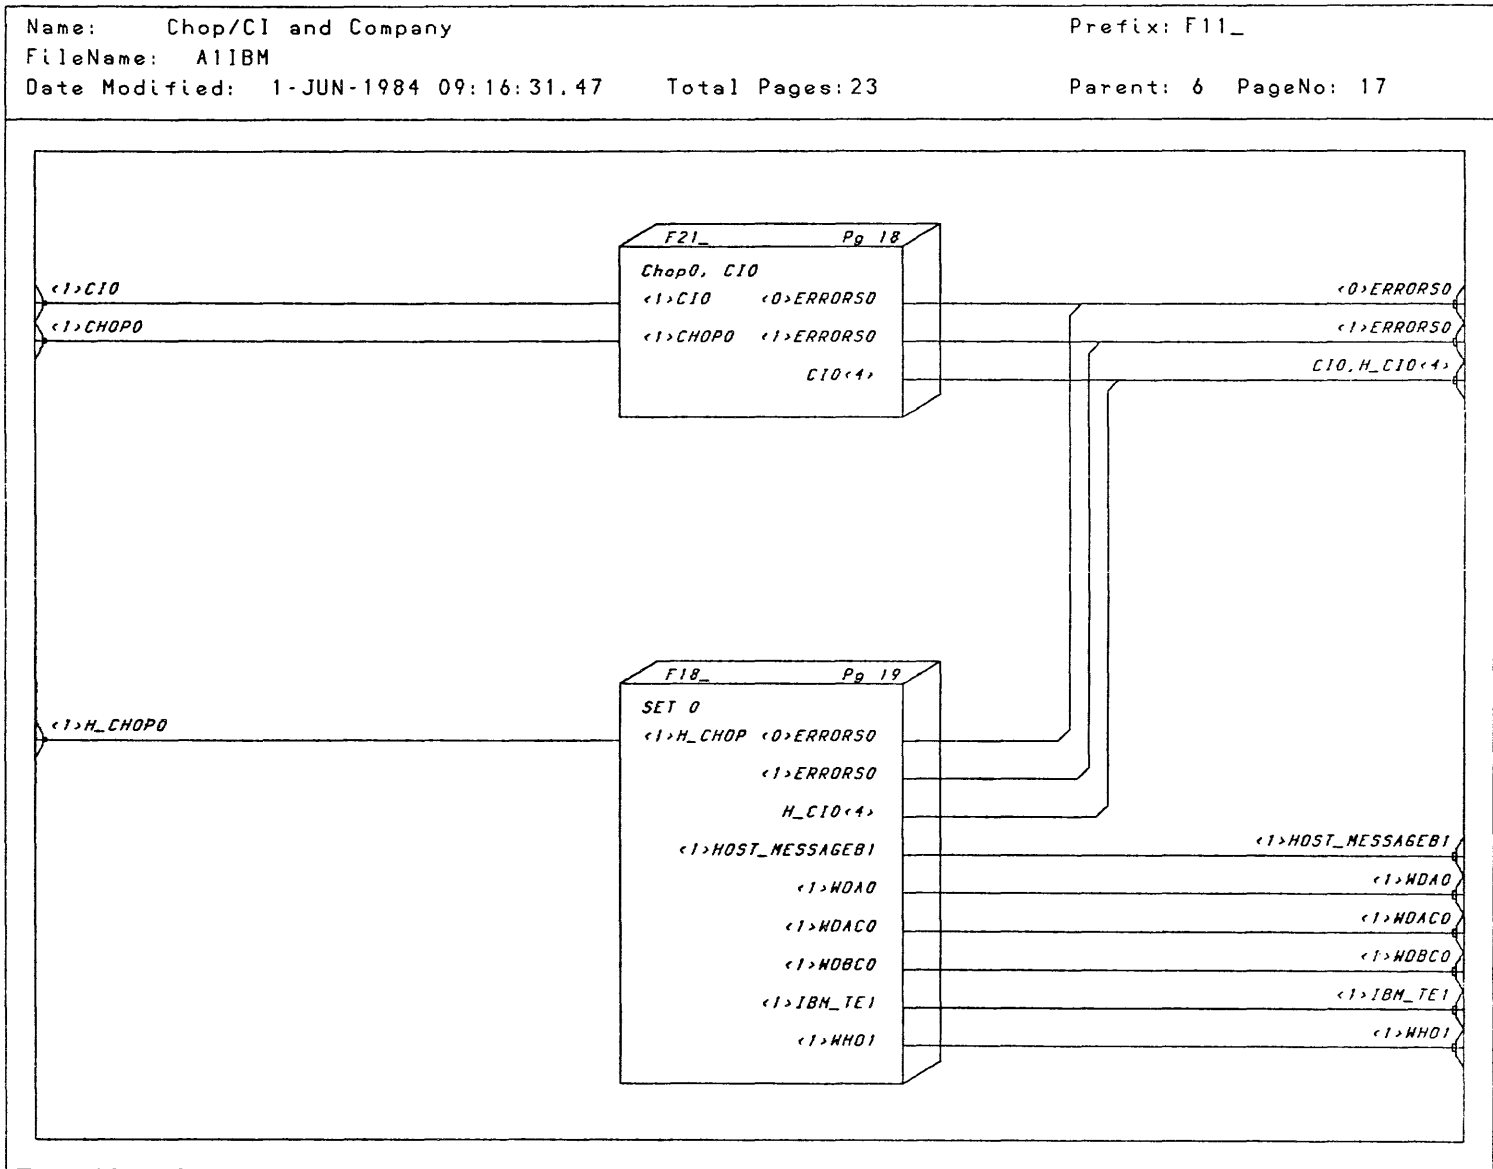 Name: Chop/CI and Company Prefix: F11_
FileName: A1IBM
Date Modified: 1-JUN-1984 09:16:31.47 Total Pages:23 Parent: 6 PageNo: 17
F21_ Pg 18
Chop0, CI0
<1>CI0
<1>CI0 <0>ERRORS0
<0>ERRORS0
<1>CHOP0
<1>CHOP0 <1>ERRORS0
<1>ERRORS0
CI0<4>
CI0,H_CI0<4>
F18_ Pg 19
SET 0
<1>H_CHOP0
<1>H_CHOP <0>ERRORS0
<1>ERRORS0
H_CI0<4>
<1>HOST_MESSAGEB1
<1>HOST_MESSAGEB1
<1>WDA0
<1>WDA0
<1>WDAC0
<1>WDAC0
<1>WDBC0
<1>WDBC0
<1>IBM_TE1
<1>IBM_TE1
<1>WHO1
<1>WHO1